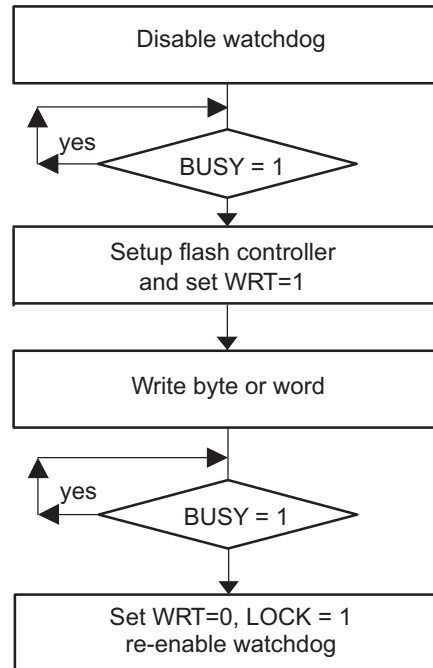 Disable watchdog
yes
BUSY = 1
Setup flash controller
and set WRT=1
Write byte or word
yes
BUSY = 1
Set WRT=0, LOCK = 1
re-enable watchdog